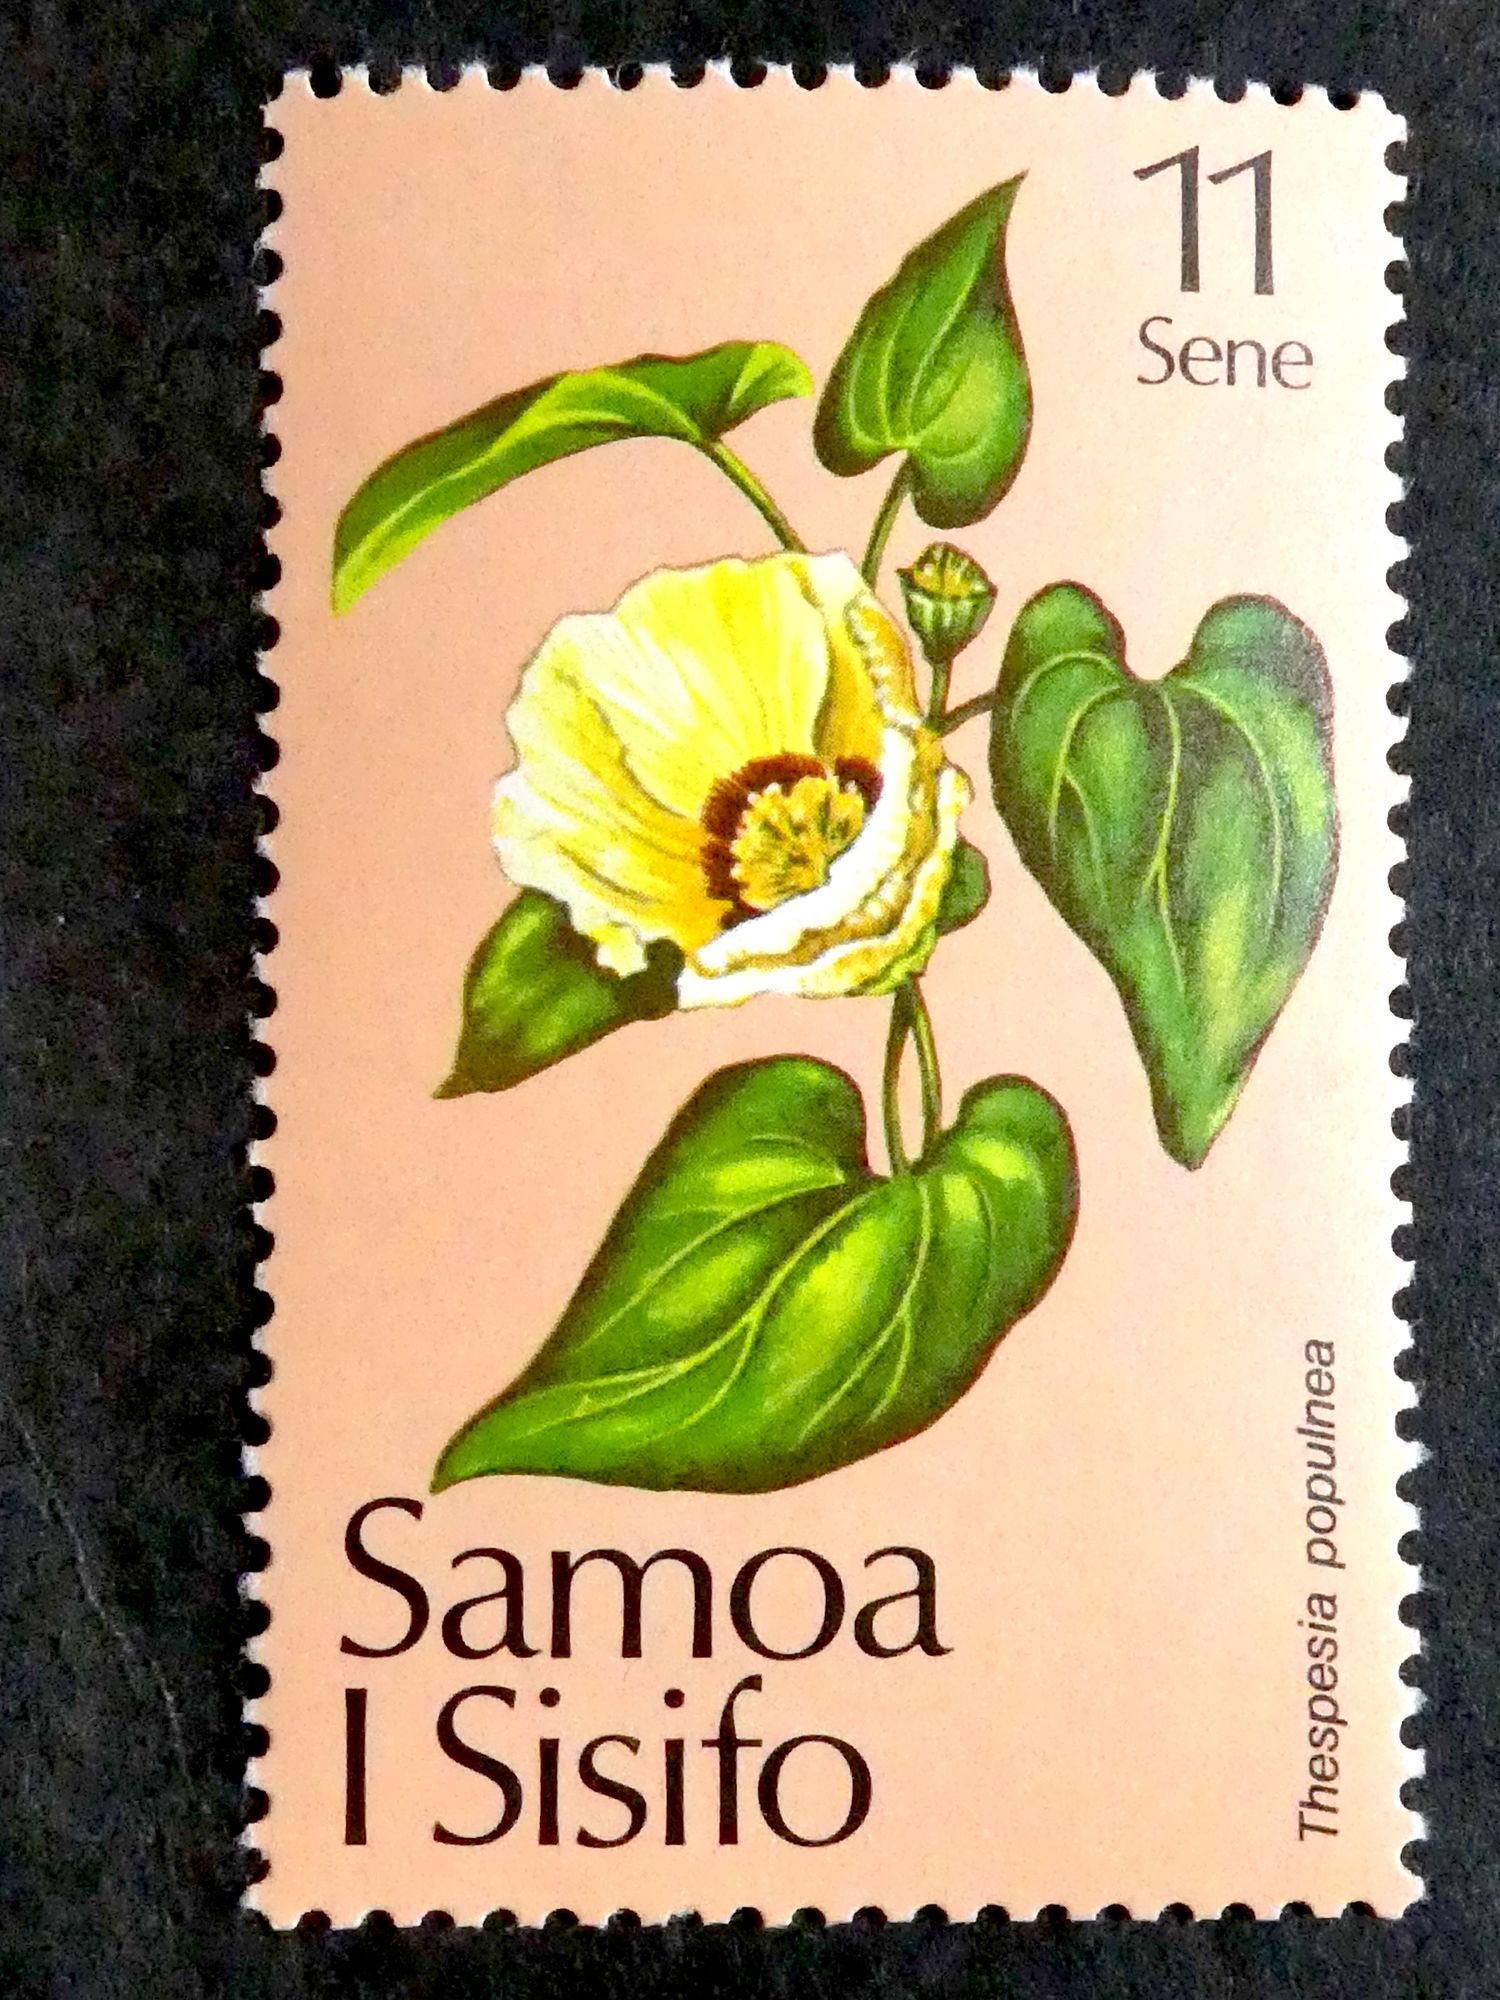 11
Sene
Samoa
I Sisifo
Thespesia populnea